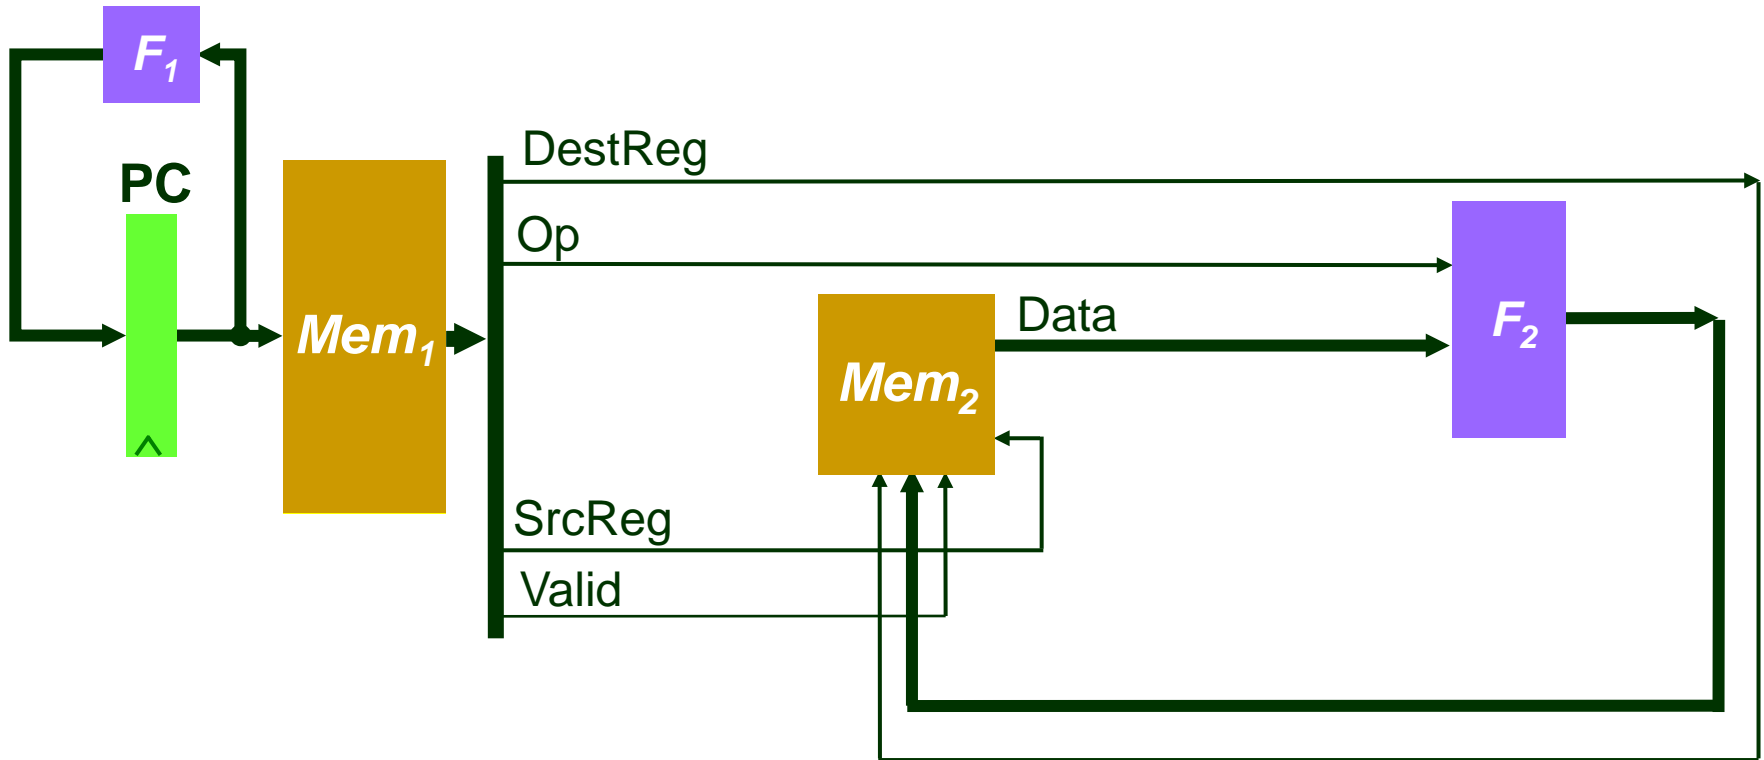 F1
PC
DestReg
Op
Mem1
Data
F2
Mem2
SrcReg
Valid